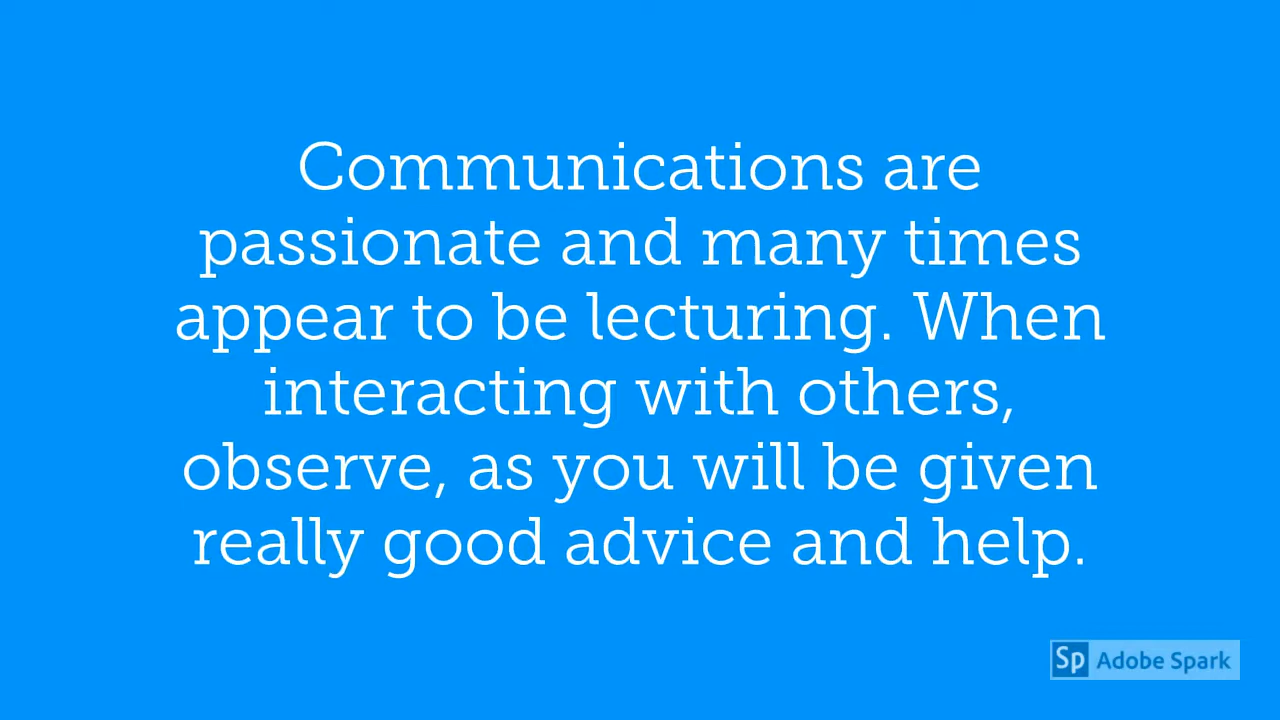 Communications are
passionate and many times
appear to be lecturing. When
interacting with others,
observe, as you will be given
really good advice and help.
Sp Adobe Spark